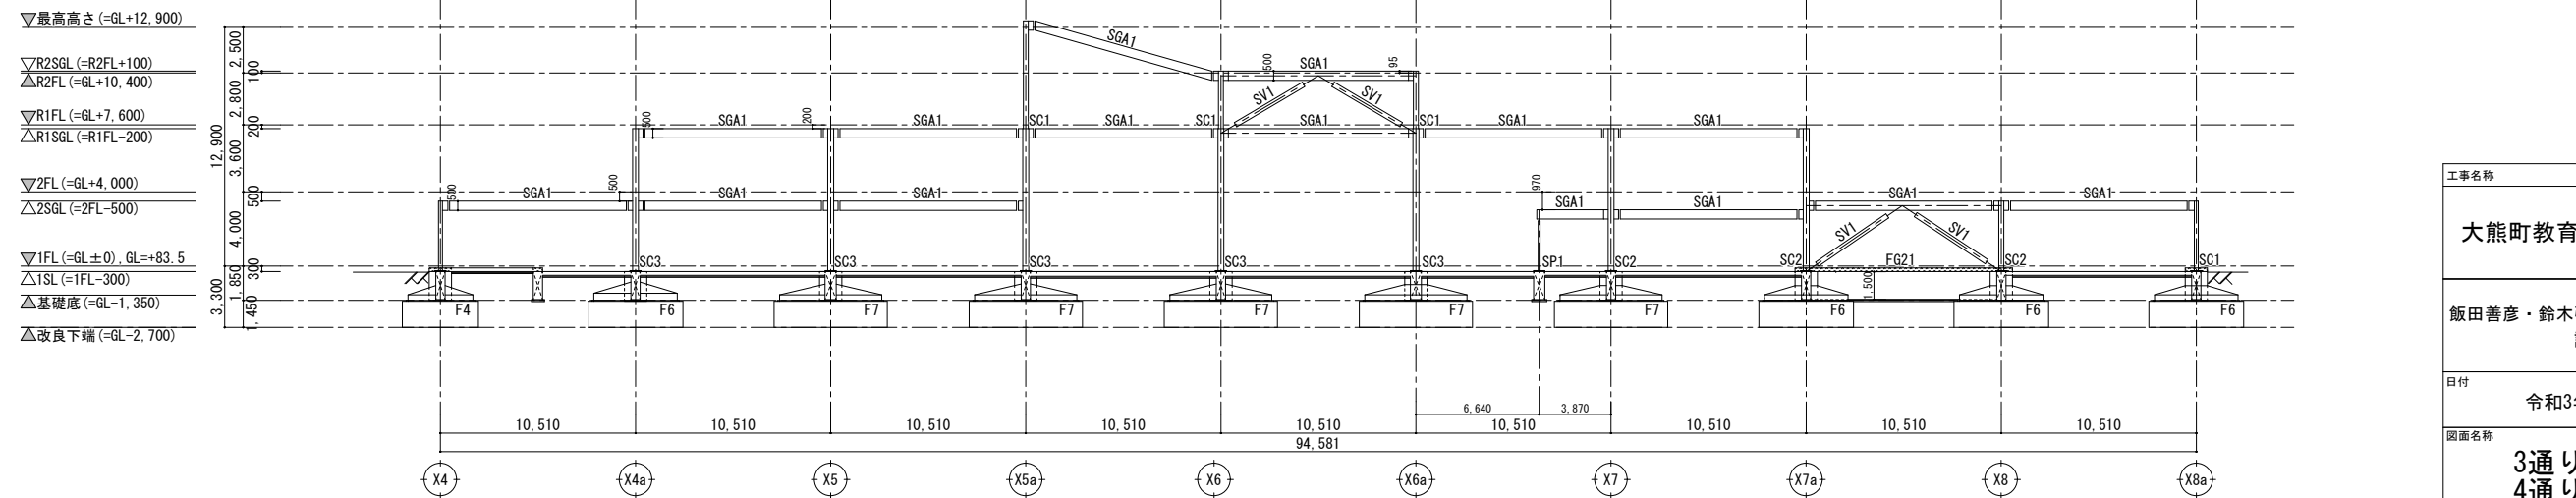 ▽最高高さ(=GL+12,900)
▽R2SGL(=R2FL+100)
△R2FL(=GL+10,400)
▽R1FL(=GL+7,600)
△R1SGL(=R1FL-200)
▽2FL(=GL+4,000)
△2SGL(=2FL-500)
▽1FL(=GL±0),GL=+83.5
△1SL(=1FL-300)
△基礎底(=GL-1,350)
△改良下端(=GL-2,700)
12,900
3,300
2,500
2,800
3,600
4,000
1,850
1,450
100
200
500
300
SGA1
500
SGA1
95
SV1
SV1
500
SGA1
200
SGA1
SC1
SGA1
SC1
SGA1
SC1
SGA1
SGA1
500
SGA1
500
SGA1
SGA1
970
SGA1
SGA1
SGA1
SGA1
SV1
SV1
SC3
SC3
SC3
SC3
SC3
SP1
SC2
SC2
FG21
SC2
SC1
1,500
F4
F6
F7
F7
F7
F7
F7
F6
F6
F6
6,640
3,870
10,510
10,510
10,510
10,510
10,510
10,510
10,510
10,510
10,510
94,581
X4
X4a
X5
X5a
X6
X6a
X7
X7a
X8
X8a
工事名称
大熊町教育
飯田善彦・鈴木
日付
令和3
図面名称
3通り
4通り